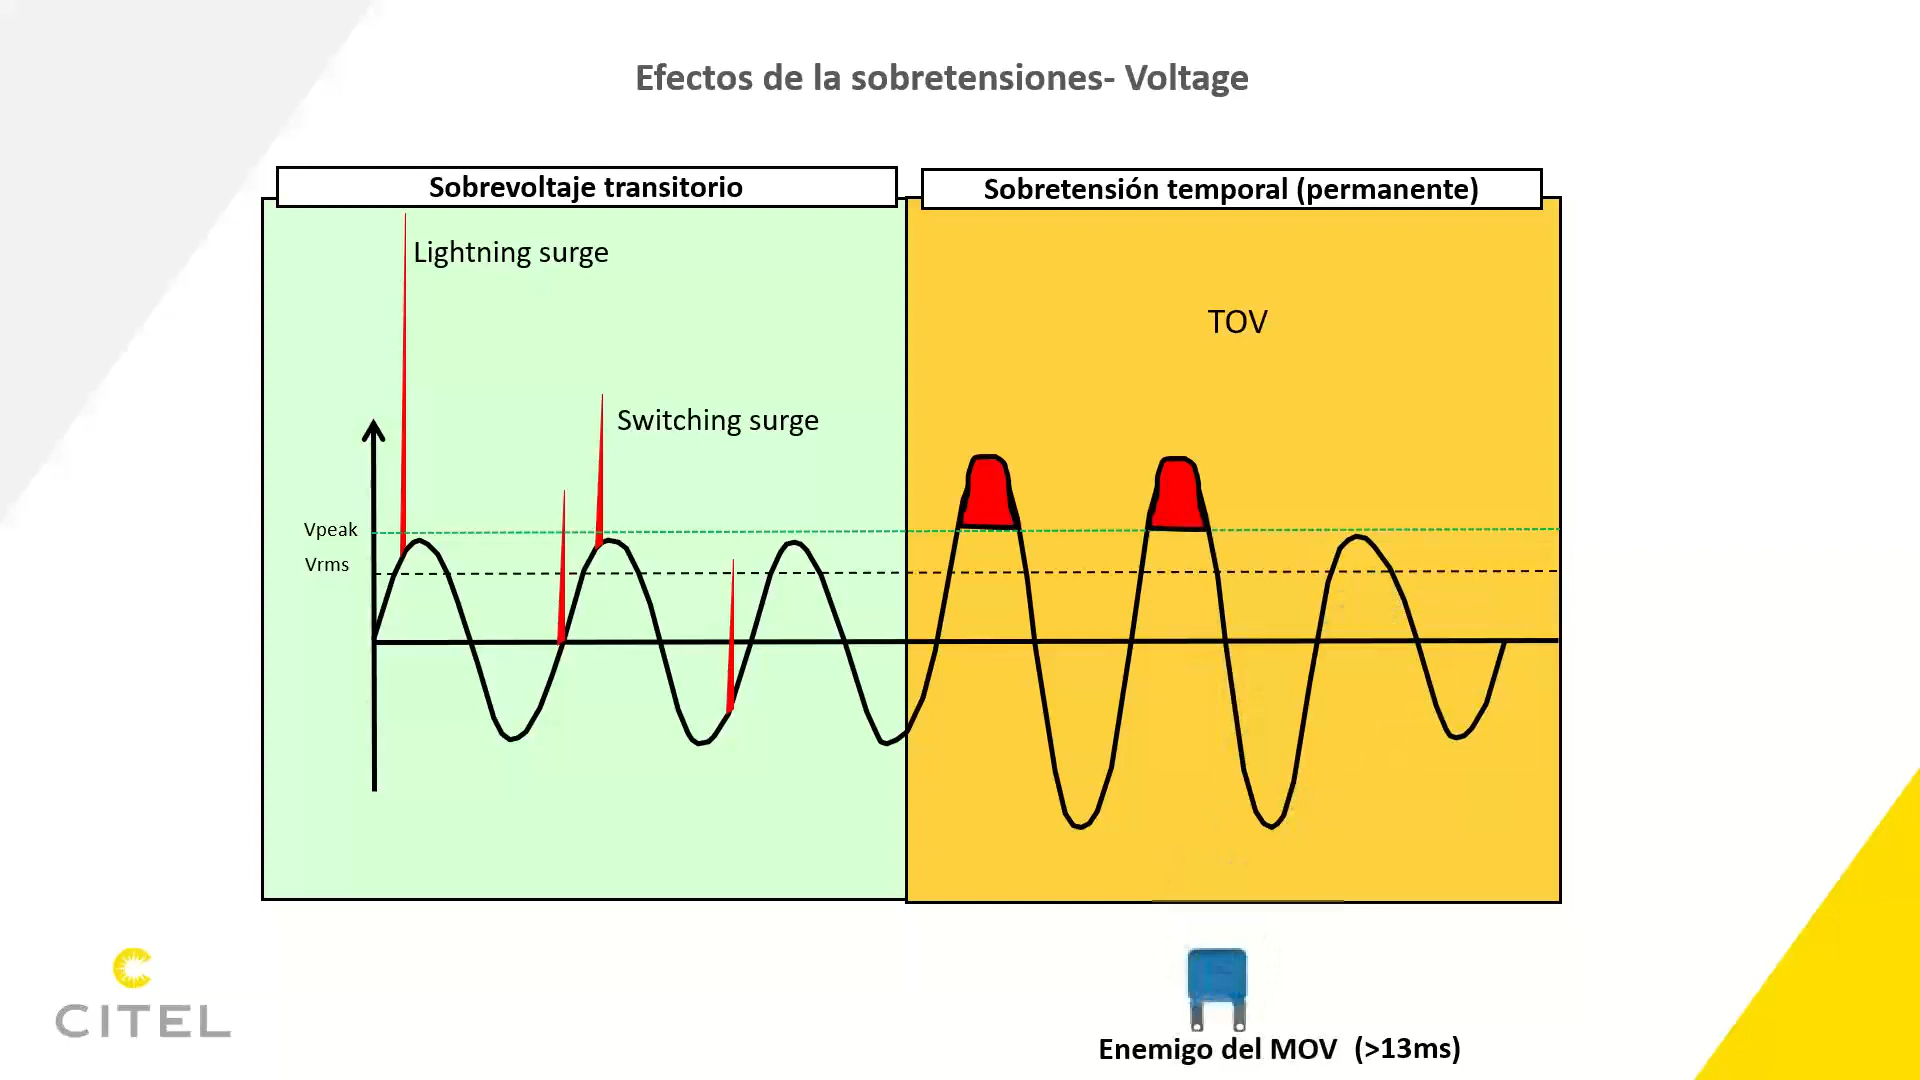 Efectos de la sobretensiones- Voltage
Sobrevoltaje transitorio
Sobretensión temporal (permanente)
Lightning surge
TOV
Switching surge
Vpeak
Vrms
CITEL
Enemigo del MOV (>13ms)